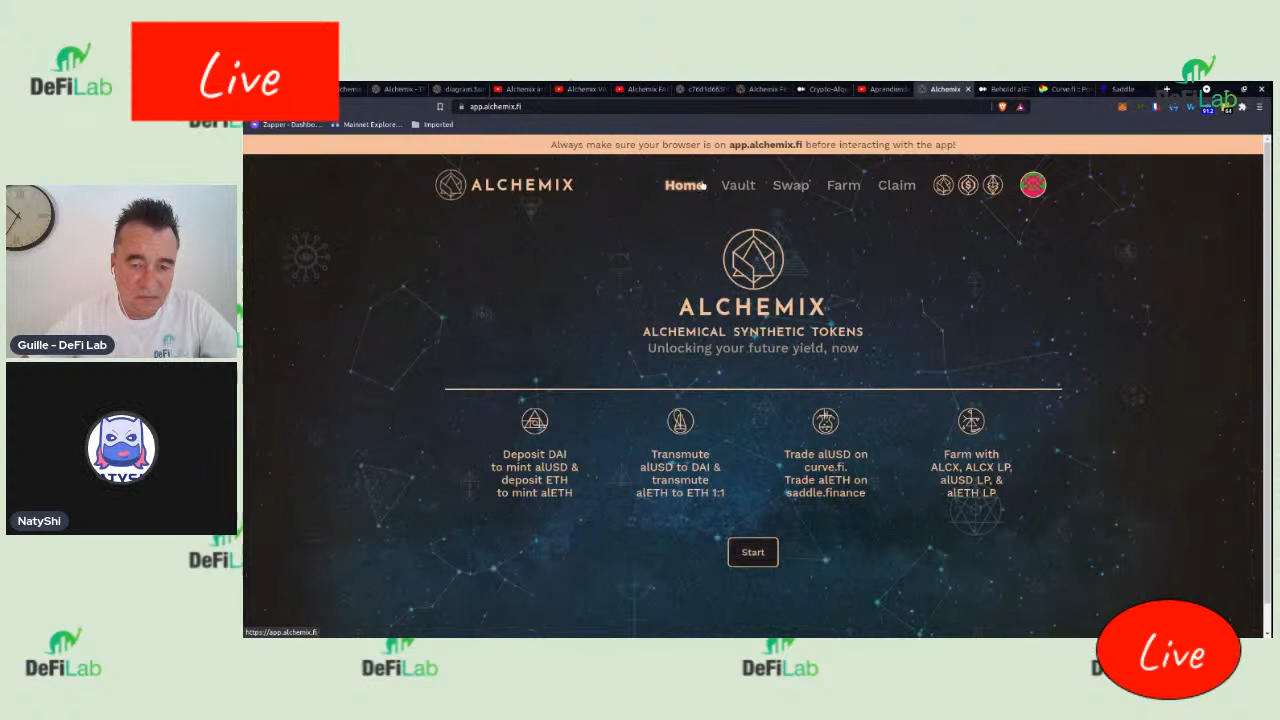 DeFiLab
Live
DeFiLab
Alchemix
Saddle
app.alchemix.fi
Zapper - Dashbo...
Mainnet Explore...
Imported
Always make sure your browser is on app.alchemix.fi before interacting with the app!
ALCHEMIX
Home
Vault
Swap
Farm
Claim
ALCHEMIX
ALCHEMICAL SYNTHETIC TOKENS
Unlocking your future yield, now
Deposit DAI
to mint alUSD &
deposit ETH
to mint alETH
Transmute
alUSD to DAI &
transmute
alETH to ETH 1:1
Trade alUSD on
curve.fi.
Trade alETH on
saddle.finance
Farm with
ALCX, ALCX LP,
alUSD LP, &
alETH LP
Start
https://app.alchemix.fi
Guille - DeFi Lab
NatyShi
DeFiLab
DeFiLab
DeFiLab
Live